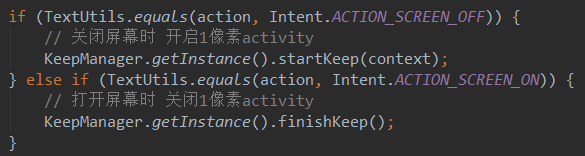 if (TextUtils.equals(action, Intent.ACTION_SCREEN_OFF)) {
// 关闭屏幕时 开启1像素activity
KeepManager.getInstance().startKeep(context);
} else if (TextUtils.equals(action, Intent.ACTION_SCREEN_ON)) {
// 打开屏幕时 关闭1像素activity
KeepManager.getInstance().finishKeep();
}